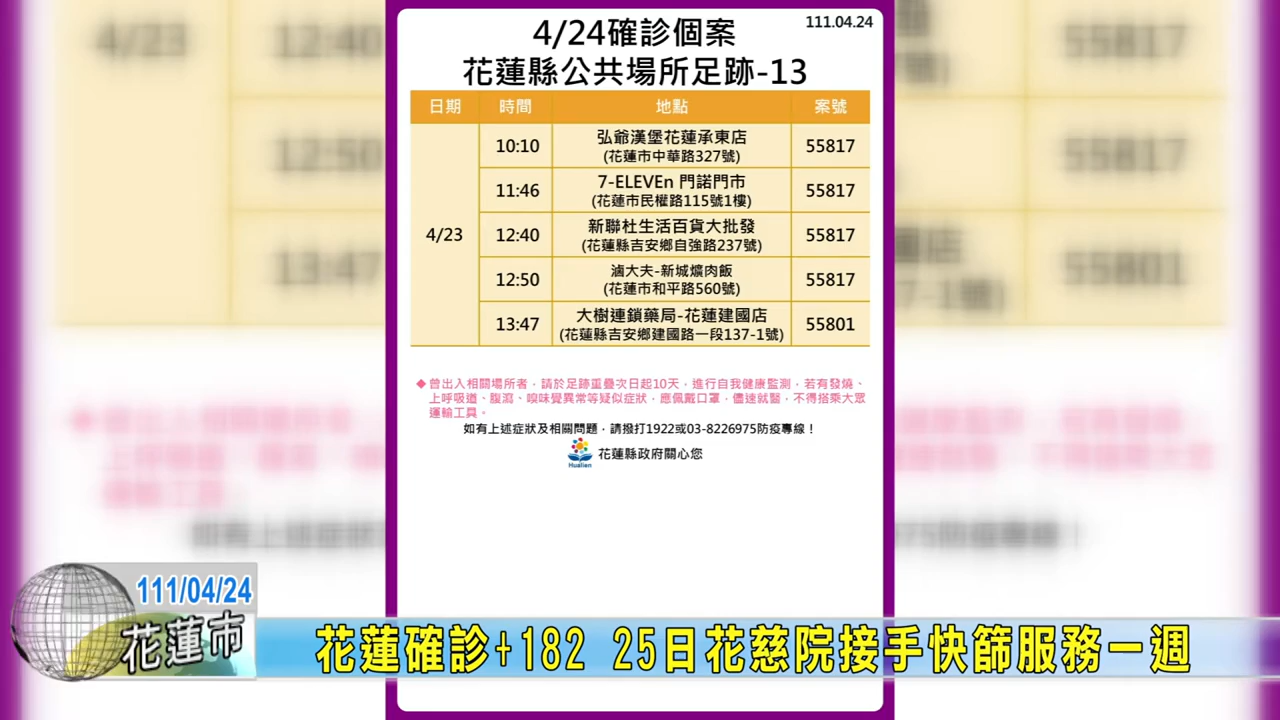 111.04.24
4/24確診個案
花蓮縣公共場所足跡-13
日期 時間 地點 案號
4/23
10:10 弘爺漢堡花蓮承東店 55817
(花蓮市中華路327號)
11:46 7-ELEVEn 門諾門市 55817
(花蓮市民權路115號1樓)
12:40 新聯杜生活百貨大批發 55817
(花蓮縣吉安鄉自強路237號)
12:50 滷大夫-新城爌肉飯 55817
(花蓮市和平路560號)
13:47 大樹連鎖藥局-花蓮建國店 55801
(花蓮縣吉安鄉建國路一段137-1號)
◆曾出入相關場所者，請於足跡重疊次日起10天，進行自我健康監測，若有發燒、
上呼吸道、腹瀉、嗅味覺異常等疑似症狀，應佩戴口罩，儘速就醫，不得搭乘大眾
運輸工具。
如有上述症狀及相關問題，請撥打1922或03-8226975防疫專線！
Hualien 花蓮縣政府關心您
111/04/24
花蓮市
花蓮確診+182 25日花慈院接手快篩服務一週